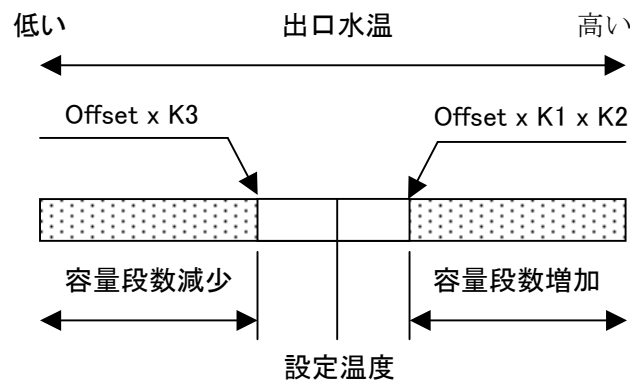 低い 出口水温 高い
Offset x K3 Offset x K1 x K2
容量段数減少 容量段数増加
設定温度